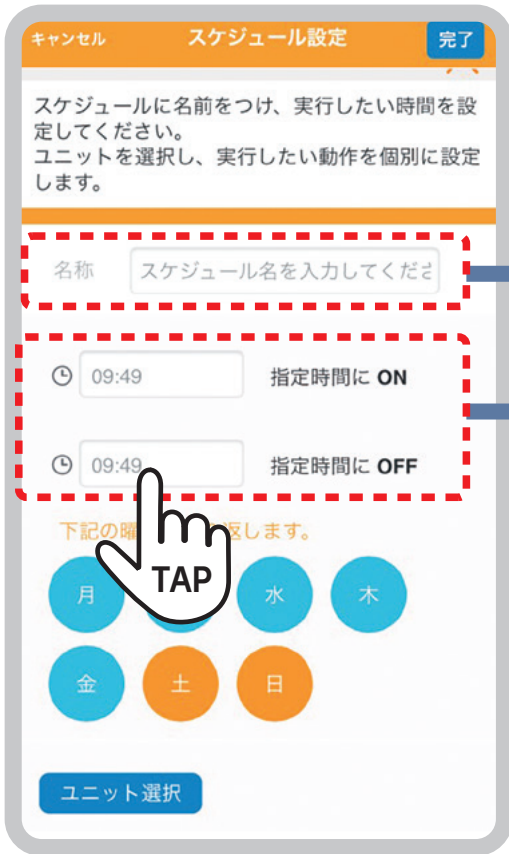 キャンセル スケジュール設定 完了
スケジュールに名前をつけ、実行したい時間を設
定してください。
ユニットを選択し、実行したい動作を個別に設定
します。
名称 スケジュール名を入力してくださ
09:49 指定時間に ON
09:49 指定時間に OFF
下記の曜 返します。
TAP
月 水 木
金 土 日
ユニット選択